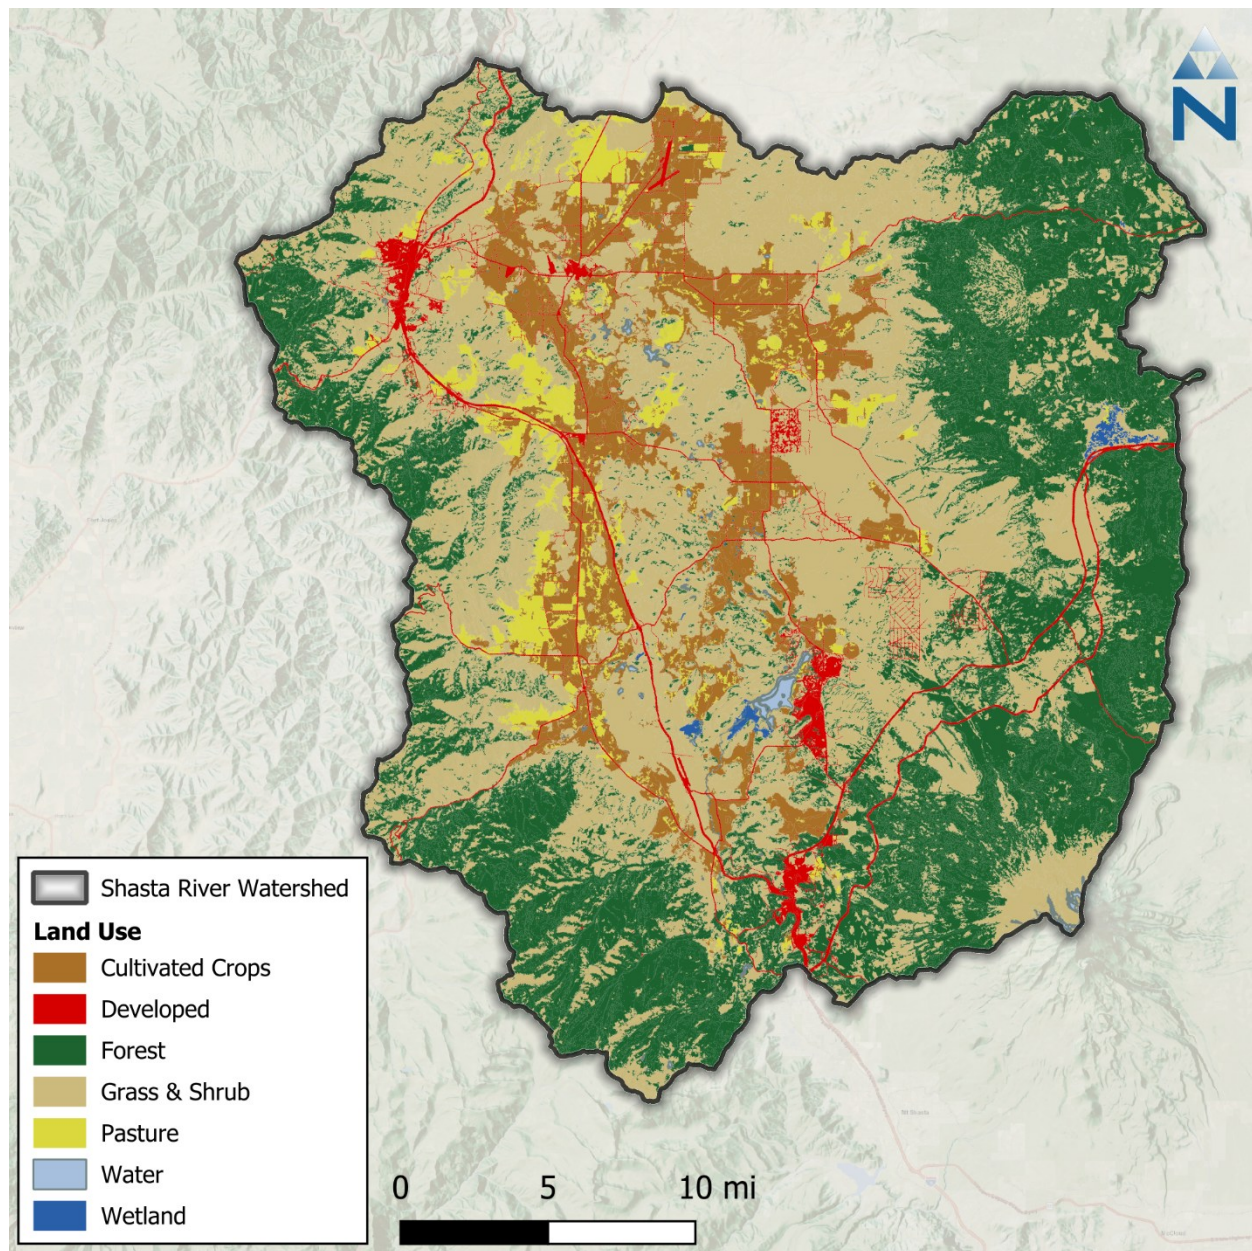 N
Shasta River Watershed
Land Use
Cultivated Crops
Developed
Forest
Grass & Shrub
Pasture
Water
Wetland
0 5 10 mi